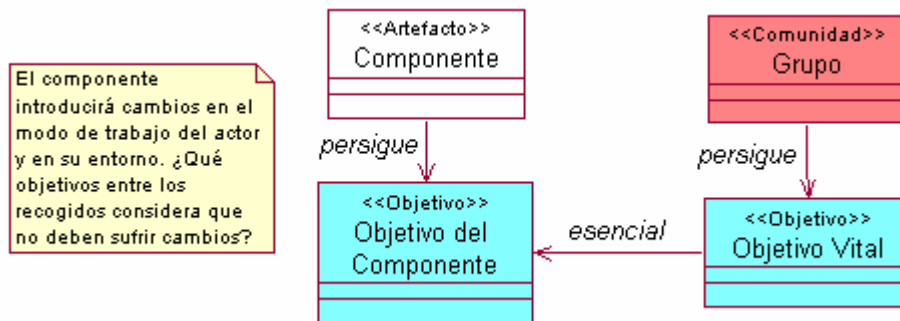 El componente
introducirá cambios en el
modo de trabajo del actor
y en su entorno. ¿Qué
objetivos entre los
recogidos considera que
no deben sufrir cambios?
<<Artefacto>>
Componente
<<Comunidad>>
Grupo
persigue
persigue
<<Objetivo>>
Objetivo del
Componente
esencial
<<Objetivo>>
Objetivo Vital